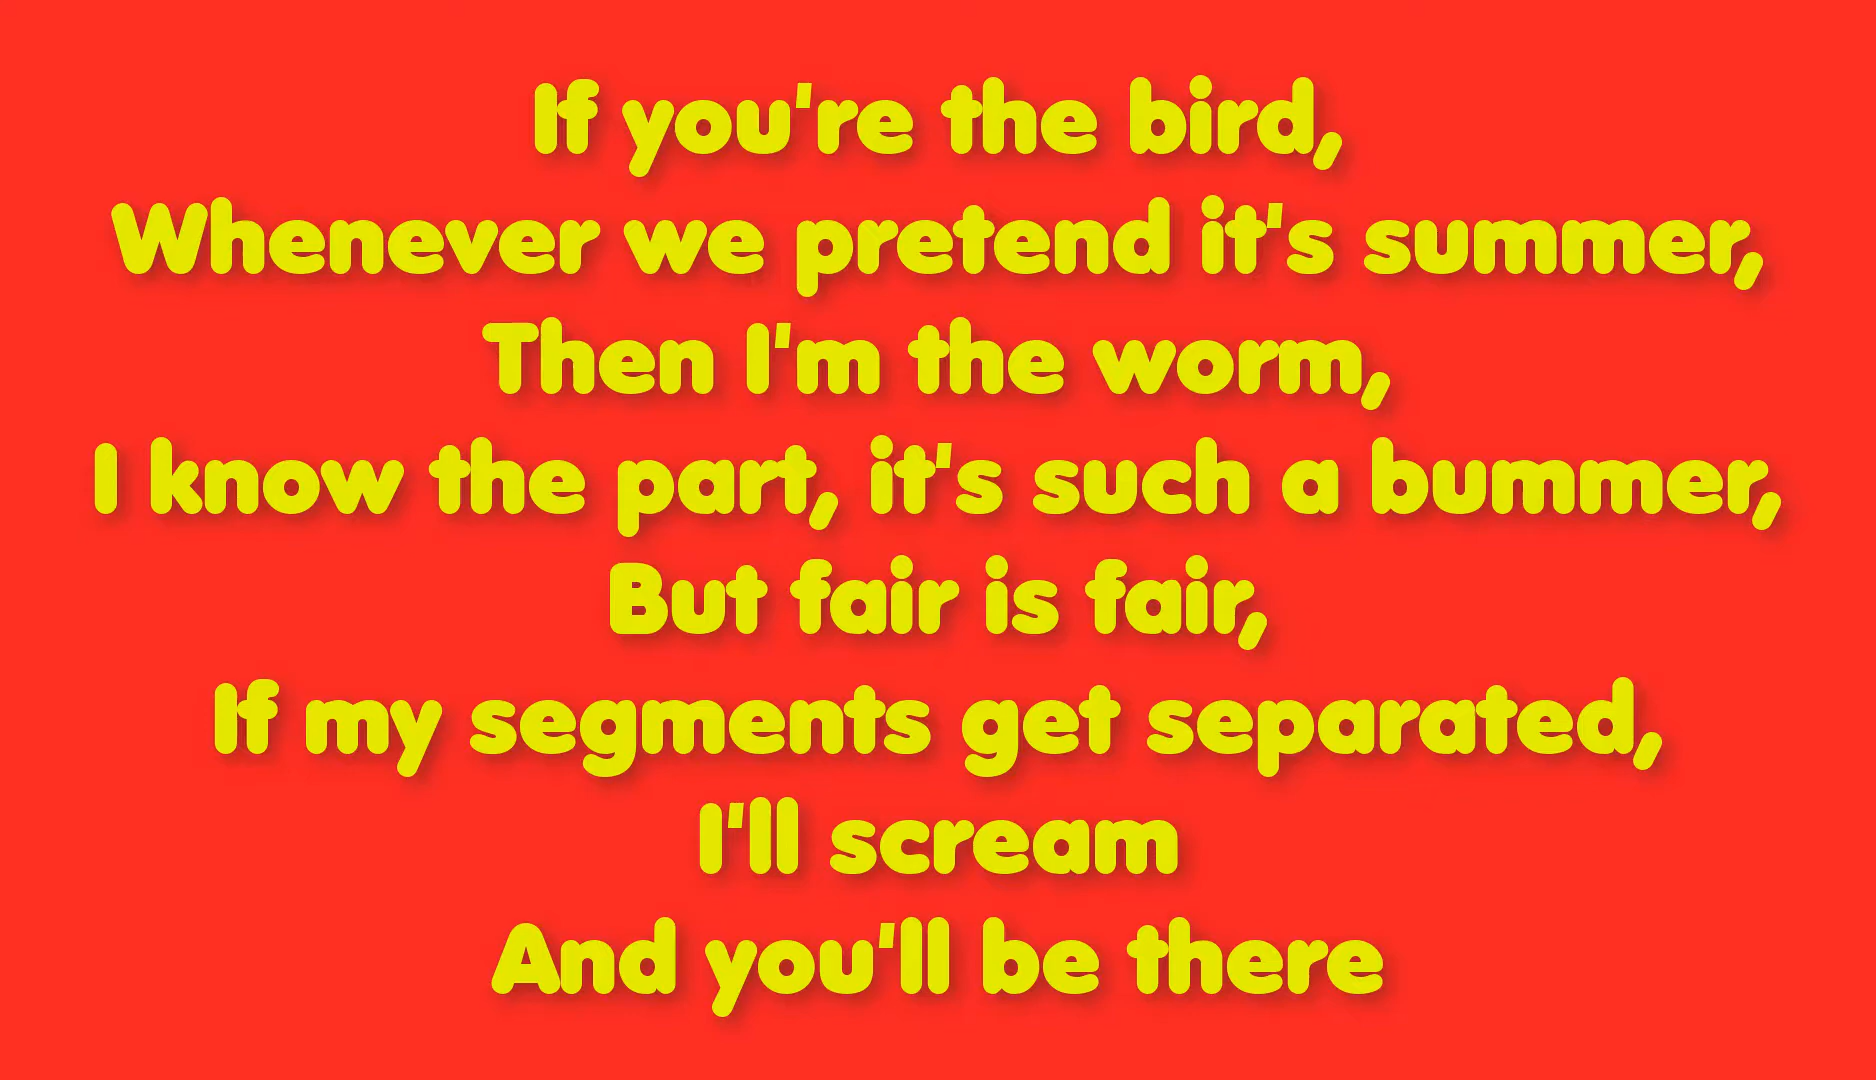 If you're the bird,
Whenever we pretend it's summer,
Then I'm the worm,
I know the part, it's such a bummer,
But fair is fair,
If my segments get separated,
I'll scream
And you'll be there